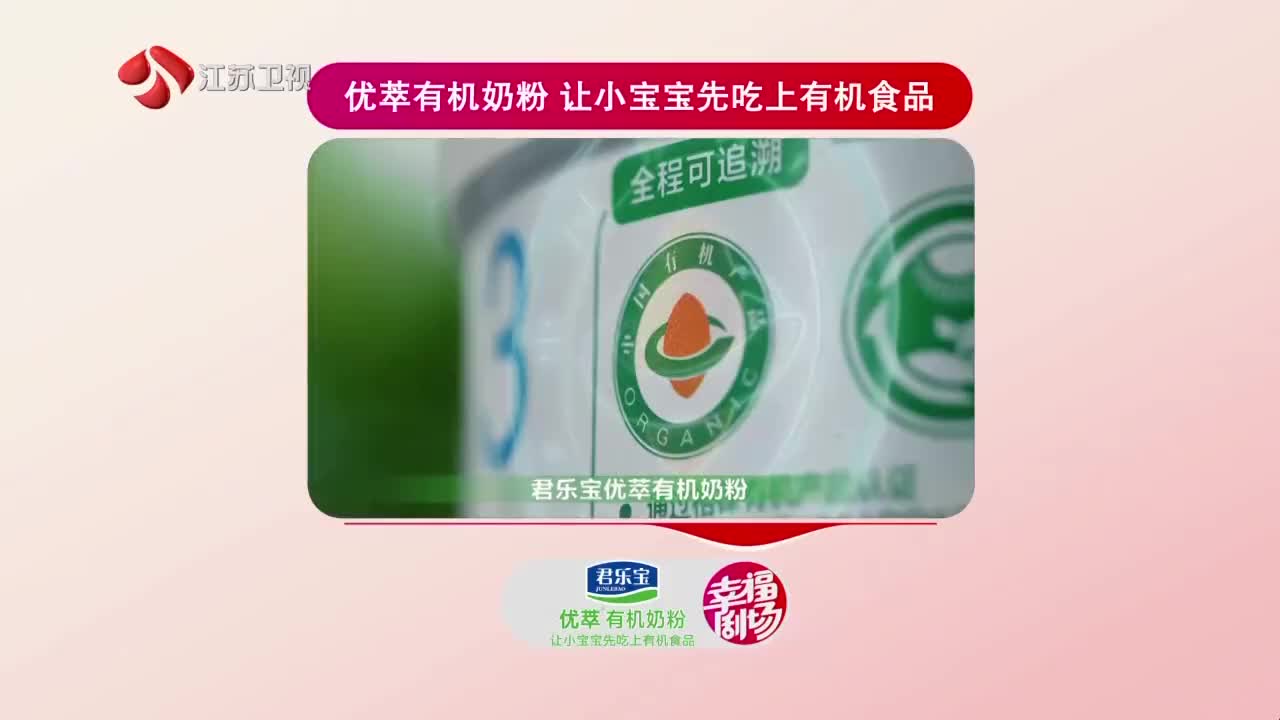 江苏卫视
优萃有机奶粉 让小宝宝先吃上有机食品
全程可追溯
3
中国有机产品
ORGANIC
君乐宝优萃有机奶粉
通过
君乐宝
JUNLEBAO
优萃 有机奶粉
让小宝宝先吃上有机食品
幸福剧场